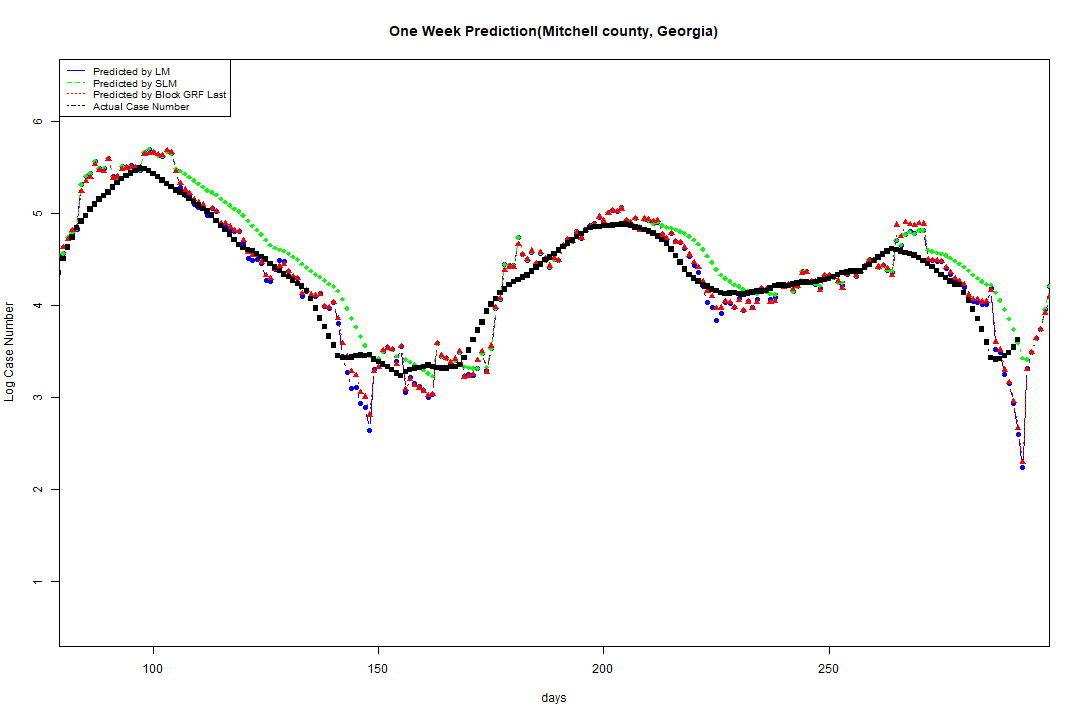 One Week Prediction(Mitchell county, Georgia)
Predicted by LM
Predicted by SLM
Predicted by Block GRF Last
Actual Case Number
6
5
4
3
2
1
Log Case Number
100 150 200 250
days